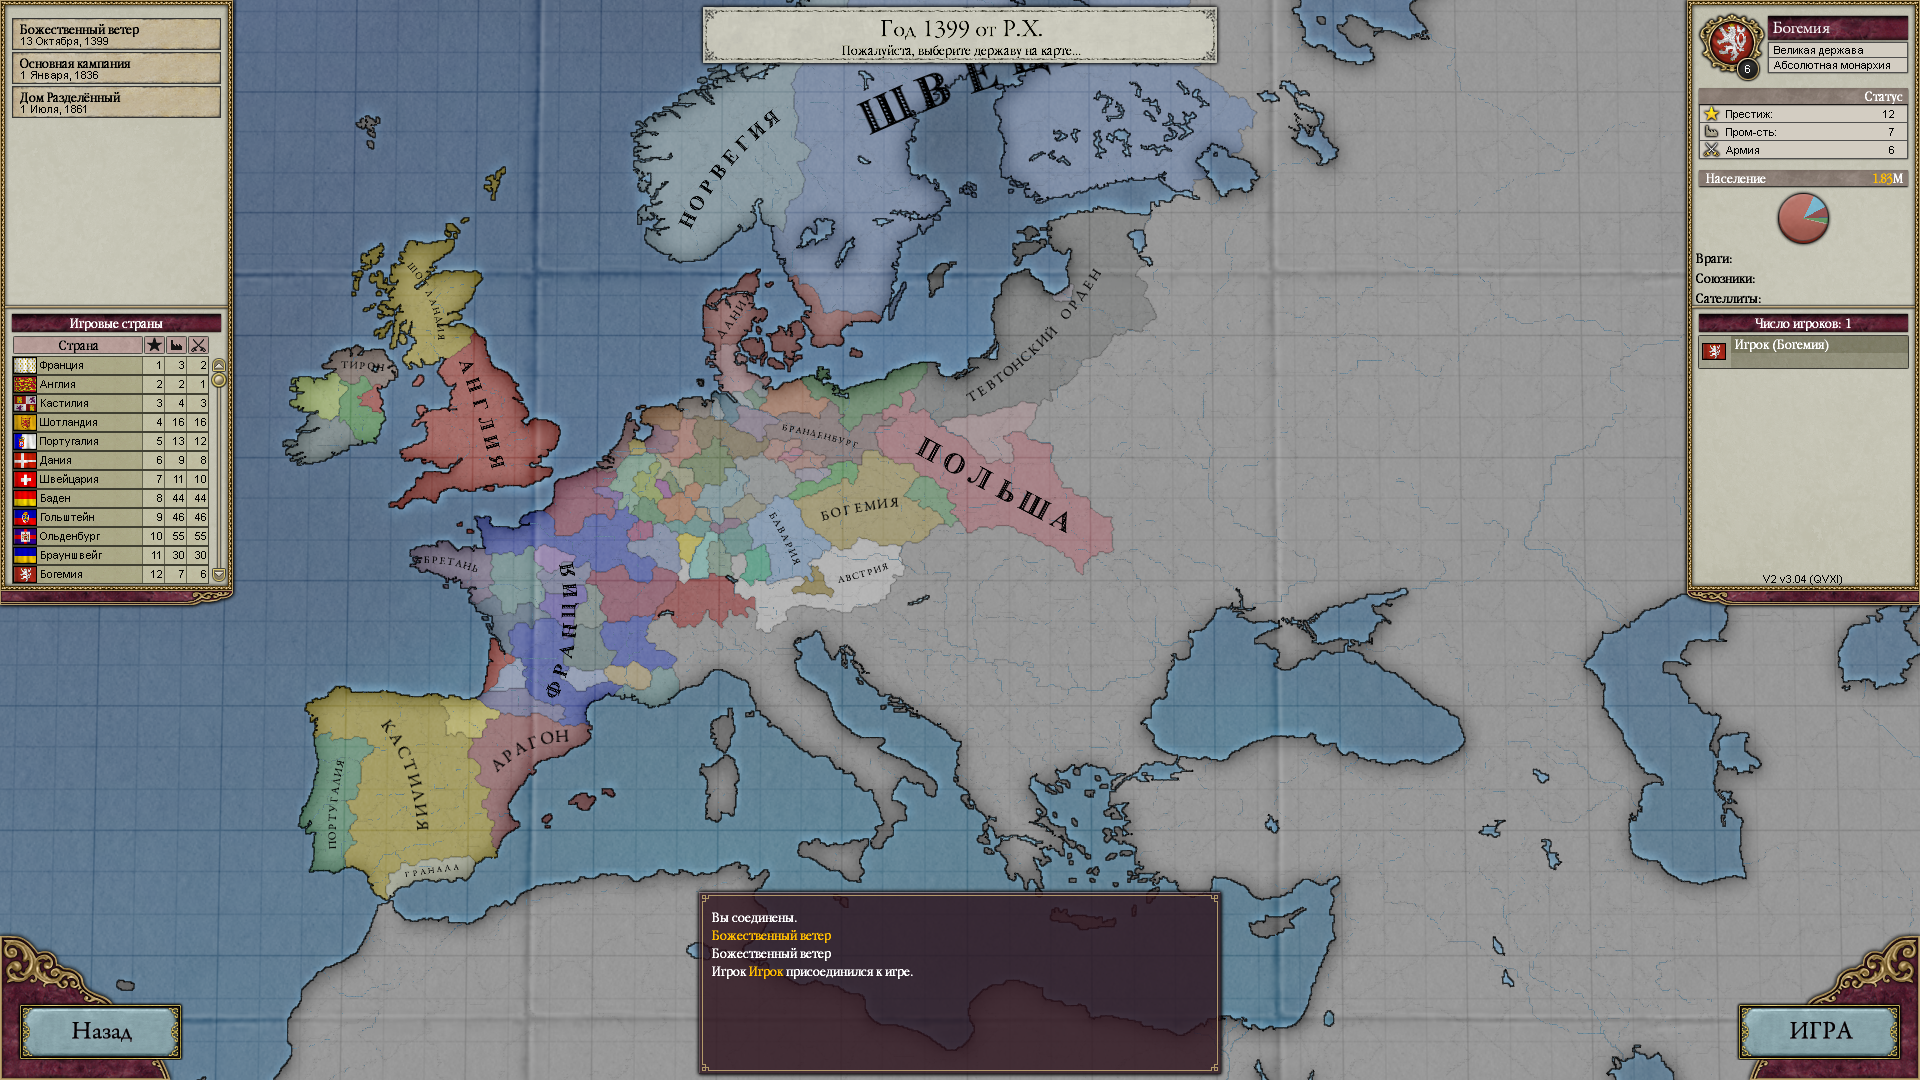 Божественный ветер
13 Октября, 1399
Основная кампания
1 Января, 1836
Дом Разделённый
1 Июля, 1861
Игровые страны
Страна
Франция 1 3 2
Англия 2 2 1
Кастилия 3 4 3
Шотландия 4 16 16
Португалия 5 13 12
Дания 6 9 8
Швейцария 7 11 10
Баден 8 44 44
Гольштейн 9 46 46
Ольденбург 10 55 55
Брауншвейг 11 30 30
Богемия 12 7 6
Назад
Год 1399 от Р.Х.
Пожалуйста, выберите державу на карте...
ШВЕЦ
НОРВЕГИЯ
ШОТЛАНДИЯ
ДАНИЯ
ТИРОН
АНГЛИЯ
ТЕВТОНСКИЙ ОРДЕН
БРАНДЕНБУРГ
ПОЛЬША
БОГЕМИЯ
БАВАРИЯ
АВСТРИЯ
БРЕТАНЬ
ФРАНЦИЯ
КАСТИЛИЯ
АРАГОН
ПОРТУГАЛИЯ
ГРАНАДА
Вы соединены.
Божественный ветер
Божественный ветер
Игрок Игрок присоединился к игре.
Богемия
6
Великая держава
Абсолютная монархия
Статус
Престиж: 12
Пром-сть: 7
Армия 6
Население 1.83М
Враги:
Союзники:
Сателлиты:
Число игроков: 1
Игрок (Богемия)
V2 v3.04 (QVXI)
ИГРА